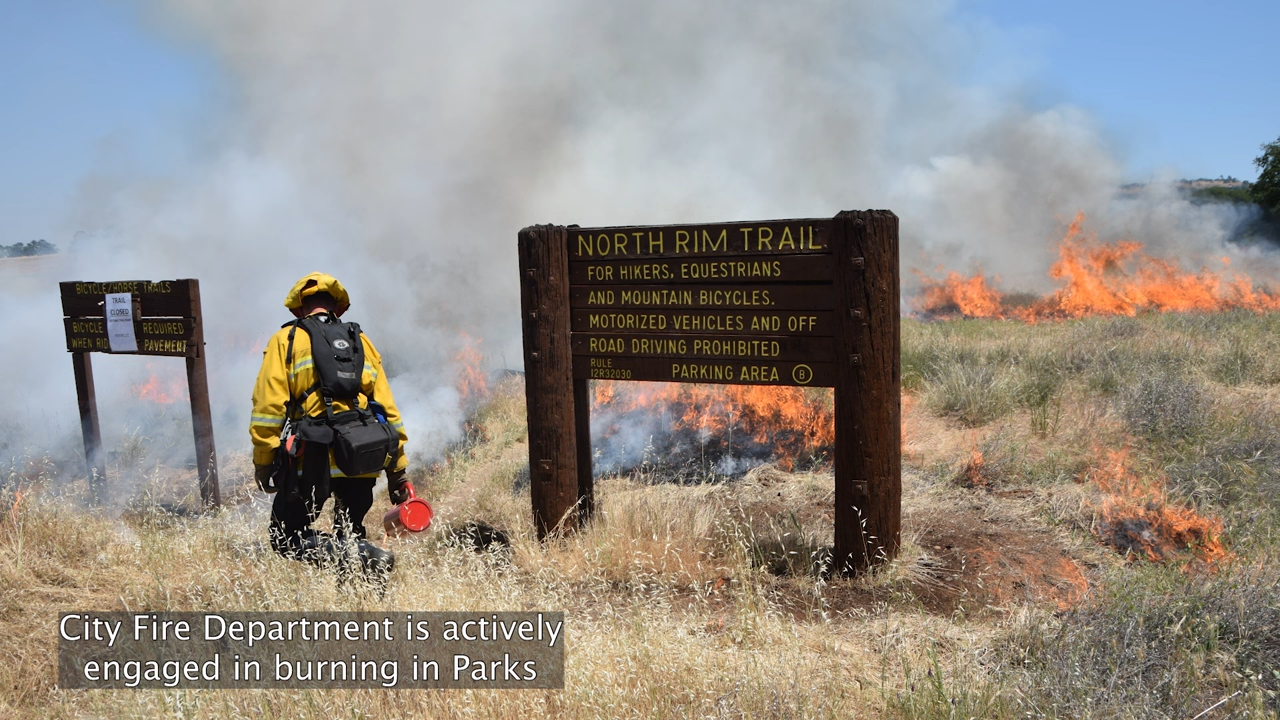 BICYCLE/HORSE TRAILS
TRAIL
CLOSED
BICYCLE REQUIRED
WHEN RID PAVEMENT
NORTH RIM TRAIL
FOR HIKERS, EQUESTRIANS
AND MOUNTAIN BICYCLES.
MOTORIZED VEHICLES AND OFF
ROAD DRIVING PROHIBITED
RULE
12R32030 PARKING AREA B
City Fire Department is actively
engaged in burning in Parks